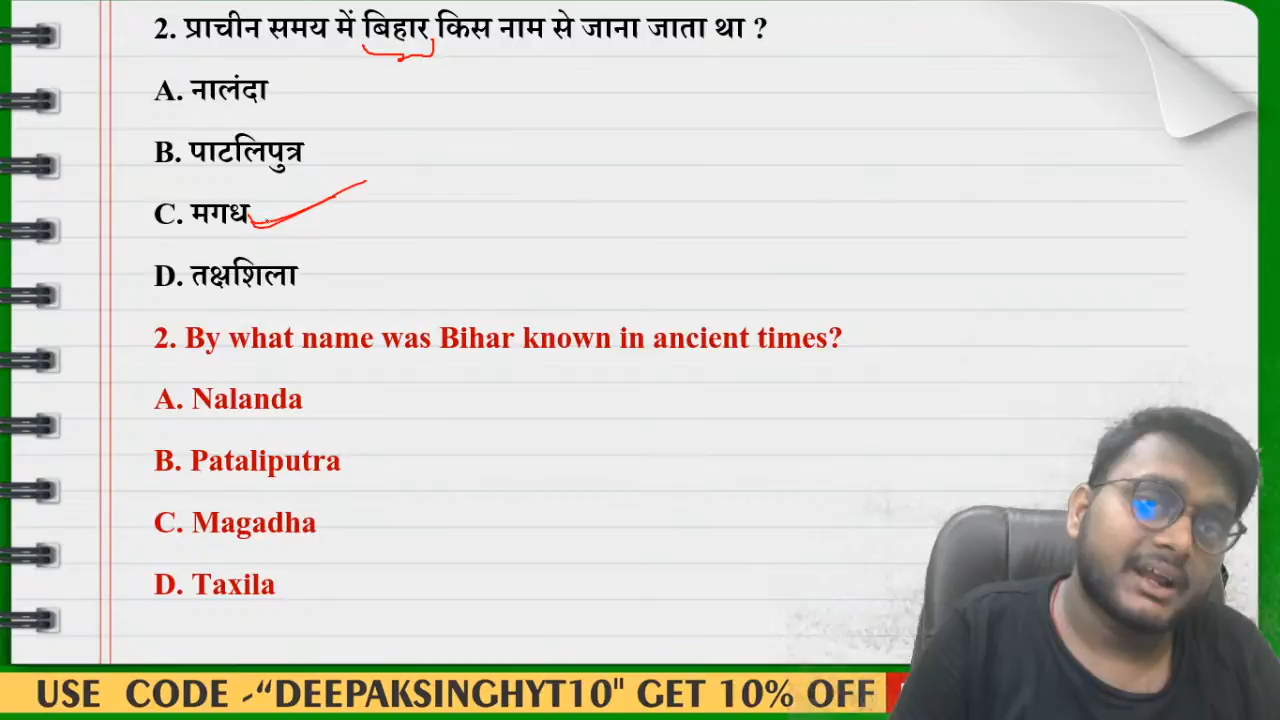 2. प्राचीन समय में बिहार किस नाम से जाना जाता था ?
A. नालंदा
B. पाटलिपुत्र
C. मगध
D. तक्षशिला
2. By what name was Bihar known in ancient times?
A. Nalanda
B. Pataliputra
C. Magadha
D. Taxila
USE CODE -“DEEPAKSINGHYT10" GET 10% OFF